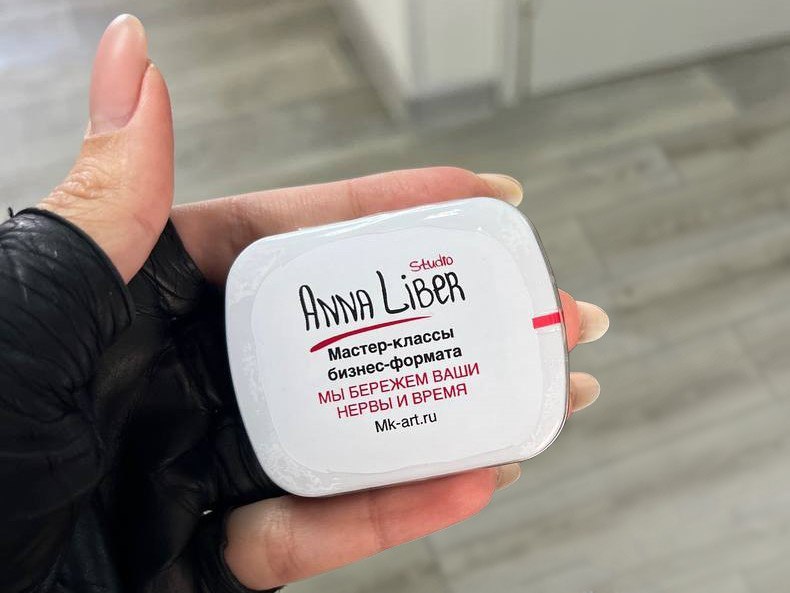 Studio
ANNA LIBER
Мастер-классы
бизнес-формата
МЫ БЕРЕЖЕМ ВАШИ
НЕРВЫ И ВРЕМЯ
Mk-art.ru